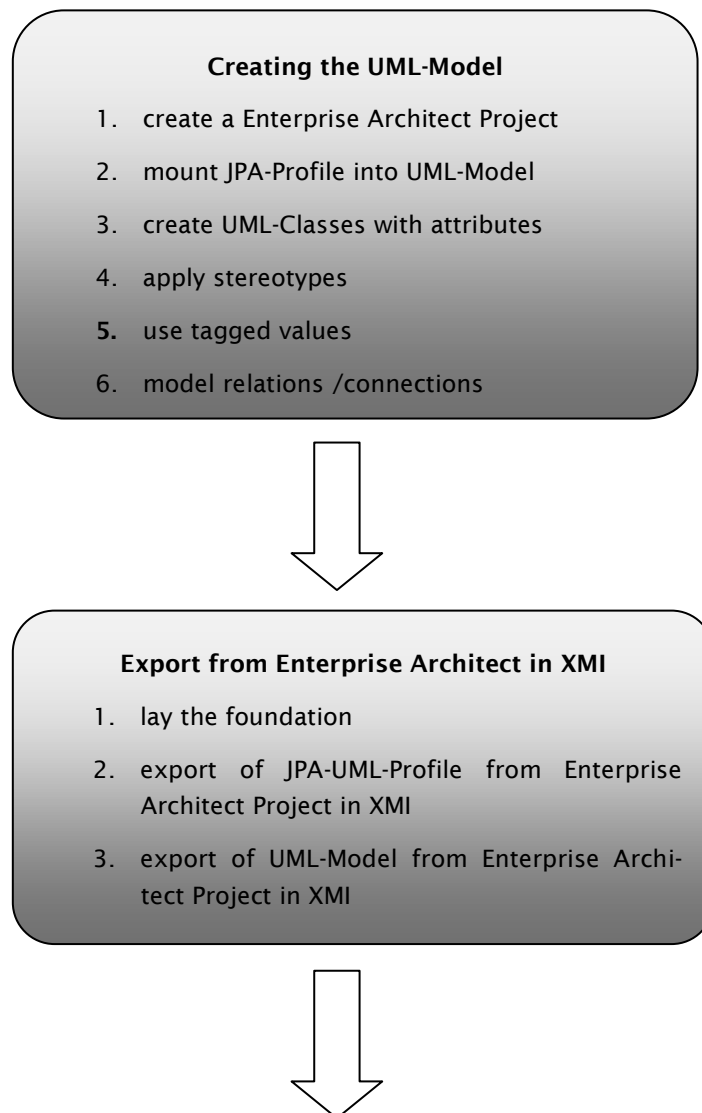 Creating the UML-Model
1. create a Enterprise Architect Project
2. mount JPA-Profile into UML-Model
3. create UML-Classes with attributes
4. apply stereotypes
5. use tagged values
6. model relations /connections
Export from Enterprise Architect in XMI
1. lay the foundation
2. export of JPA-UML-Profile from Enterprise
Architect Project in XMI
3. export of UML-Model from Enterprise Archi-
tect Project in XMI